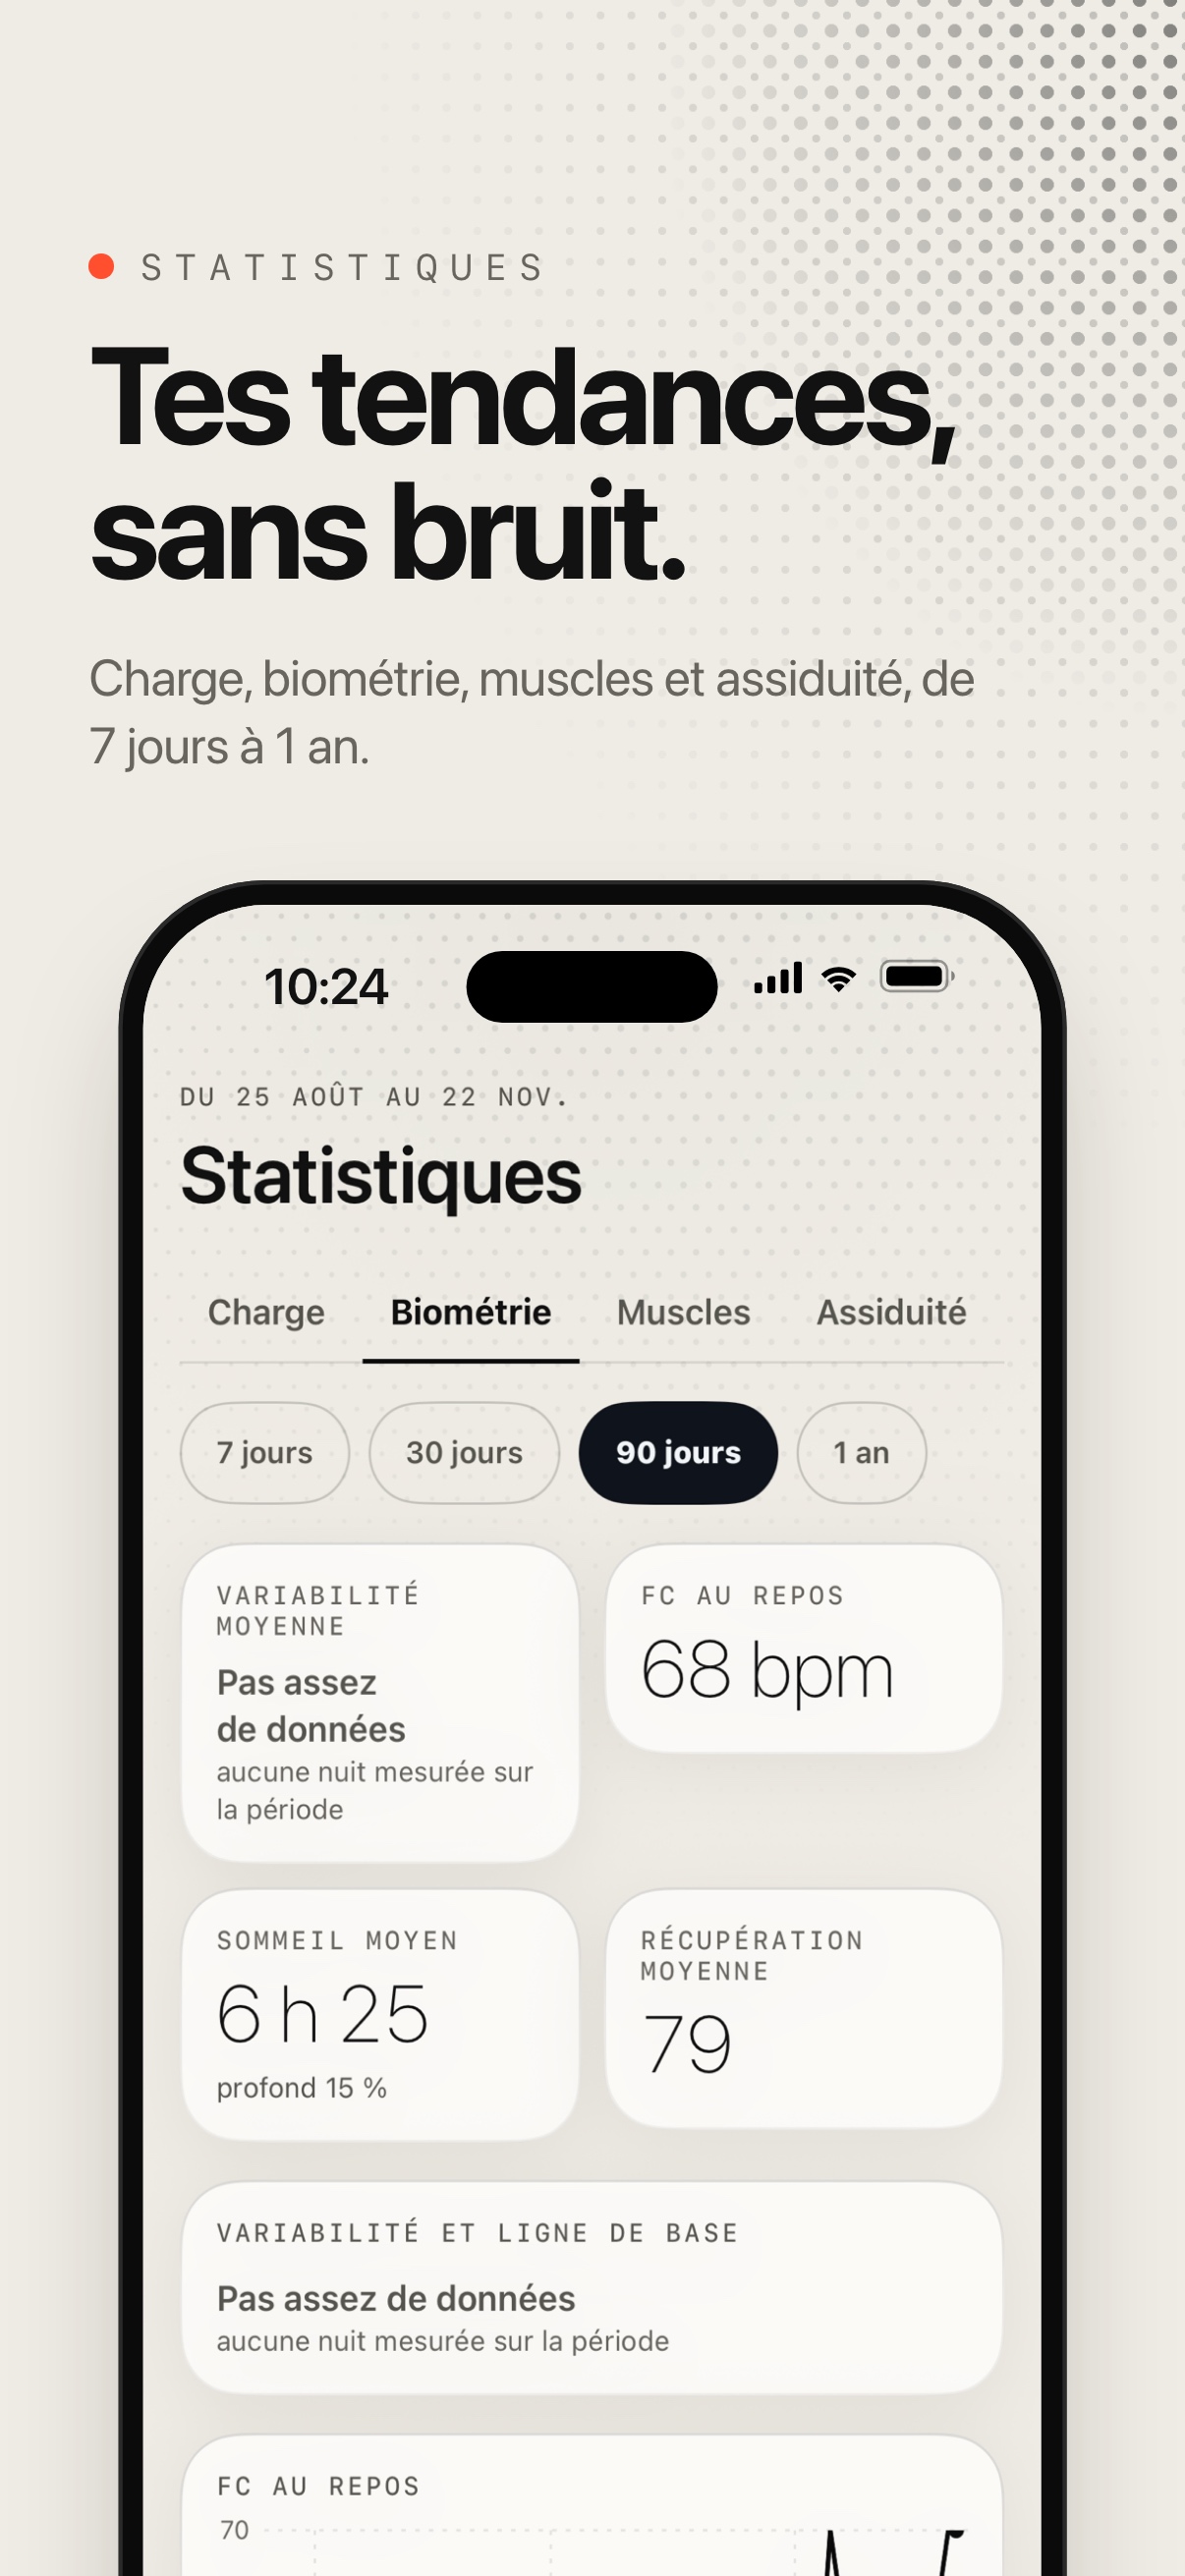 STATISTIQUES
Tes tendances,
sans bruit.
Charge, biométrie, muscles et assiduité, de
7 jours à 1 an.
10:24
DU 25 AOÛT AU 22 NOV.
Statistiques
Charge Biométrie Muscles Assiduité
7 jours 30 jours 90 jours 1 an
VARIABILITÉ
MOYENNE
Pas assez
de données
aucune nuit mesurée sur
la période
FC AU REPOS
68 bpm
SOMMEIL MOYEN
6 h 25
profond 15 %
RÉCUPÉRATION
MOYENNE
79
VARIABILITÉ ET LIGNE DE BASE
Pas assez de données
aucune nuit mesurée sur la période
FC AU REPOS
70